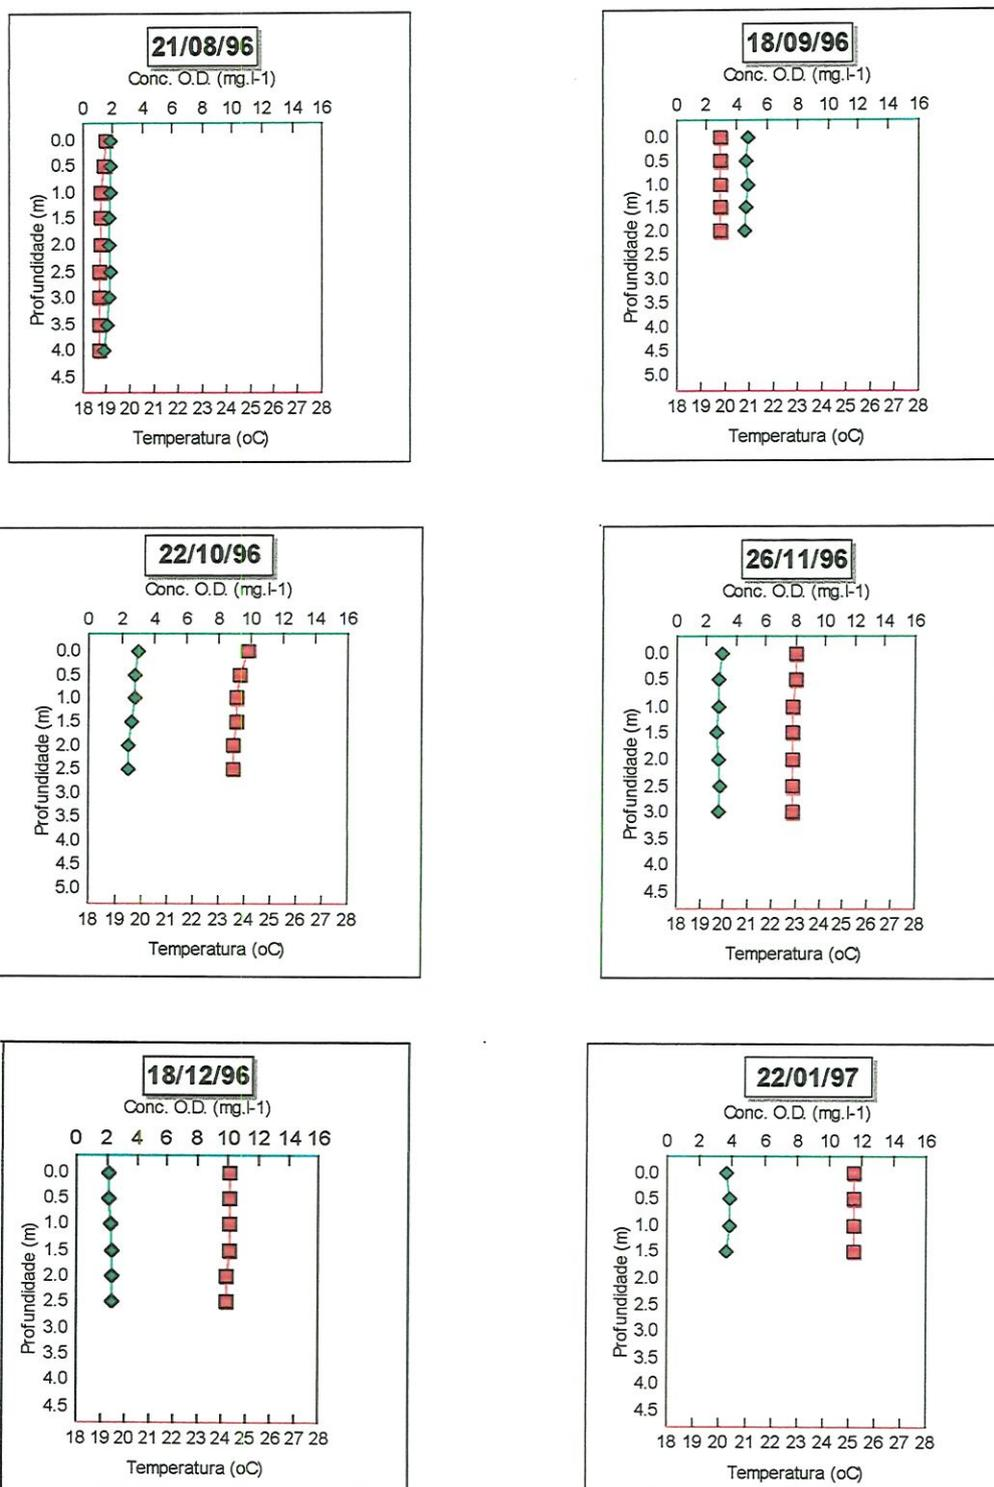 21/08/96
Conc. O.D. (mg.l-1)
0 2 4 6 8 10 12 14 16
0.0
0.5
1.0
1.5
2.0
2.5
3.0
3.5
4.0
4.5
Profundidade (m)
18 19 20 21 22 23 24 25 26 27 28
Temperatura (oC)
18/09/96
Conc. O.D. (mg.l-1)
0 2 4 6 8 10 12 14 16
0.0
0.5
1.0
1.5
2.0
2.5
3.0
3.5
4.0
4.5
5.0
Profundidade (m)
18 19 20 21 22 23 24 25 26 27 28
Temperatura (oC)
22/10/96
Conc. O.D. (mg.l-1)
0 2 4 6 8 10 12 14 16
0.0
0.5
1.0
1.5
2.0
2.5
3.0
3.5
4.0
4.5
5.0
Profundidade (m)
18 19 20 21 22 23 24 25 26 27 28
Temperatura (oC)
26/11/96
Conc. O.D. (mg.l-1)
0 2 4 6 8 10 12 14 16
0.0
0.5
1.0
1.5
2.0
2.5
3.0
3.5
4.0
4.5
Profundidade (m)
18 19 20 21 22 23 24 25 26 27 28
Temperatura (oC)
18/12/96
Conc. O.D. (mg.l-1)
0 2 4 6 8 10 12 14 16
0.0
0.5
1.0
1.5
2.0
2.5
3.0
3.5
4.0
4.5
Profundidade (m)
18 19 20 21 22 23 24 25 26 27 28
Temperatura (oC)
22/01/97
Conc. O.D. (mg.l-1)
0 2 4 6 8 10 12 14 16
0.0
0.5
1.0
1.5
2.0
2.5
3.0
3.5
4.0
4.5
Profundidade (m)
18 19 20 21 22 23 24 25 26 27 28
Temperatura (oC)